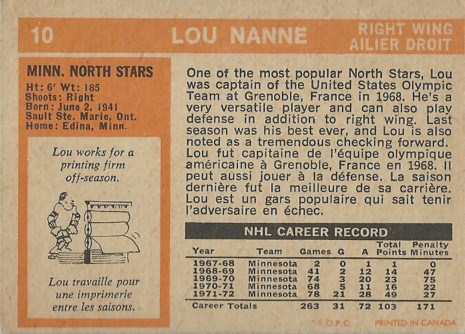 10
LOU NANNE
RIGHT WING
AILIER DROIT
MINN. NORTH STARS
Ht: 6' Wt: 185
Shoots: Right
Born: June 2, 1941
Sault Ste. Marie, Ont.
Home: Edina, Minn.
Lou works for a
printing firm
off-season.
Lou travaille pour
une imprimerie
entre les saisons.
One of the most popular North Stars, Lou
was captain of the United States Olympic
Team at Grenoble, France in 1968. He's a
very versatile player and can also play
defense in addition to right wing. Last
season was his best ever, and Lou is also
noted as a tremendous checking forward.
Lou fut capitaine de l'équipe olympique
américaine à Grenoble, France en 1968. Il
peut aussi jouer à la défense. La saison
dernière fut la meilleure de sa carrière.
Lou est un gars populaire qui sait tenir
l'adversaire en échec.
NHL CAREER RECORD
Year Team Games G A Total Points Penalty Minutes
1967-68 Minnesota 2 0 1 1 0
1968-69 Minnesota 41 2 12 14 47
1969-70 Minnesota 74 3 20 23 75
1970-71 Minnesota 68 5 11 16 22
1971-72 Minnesota 78 21 28 49 27
Career Totals 263 31 72 103 171
O.P.C. PRINTED IN CANADA